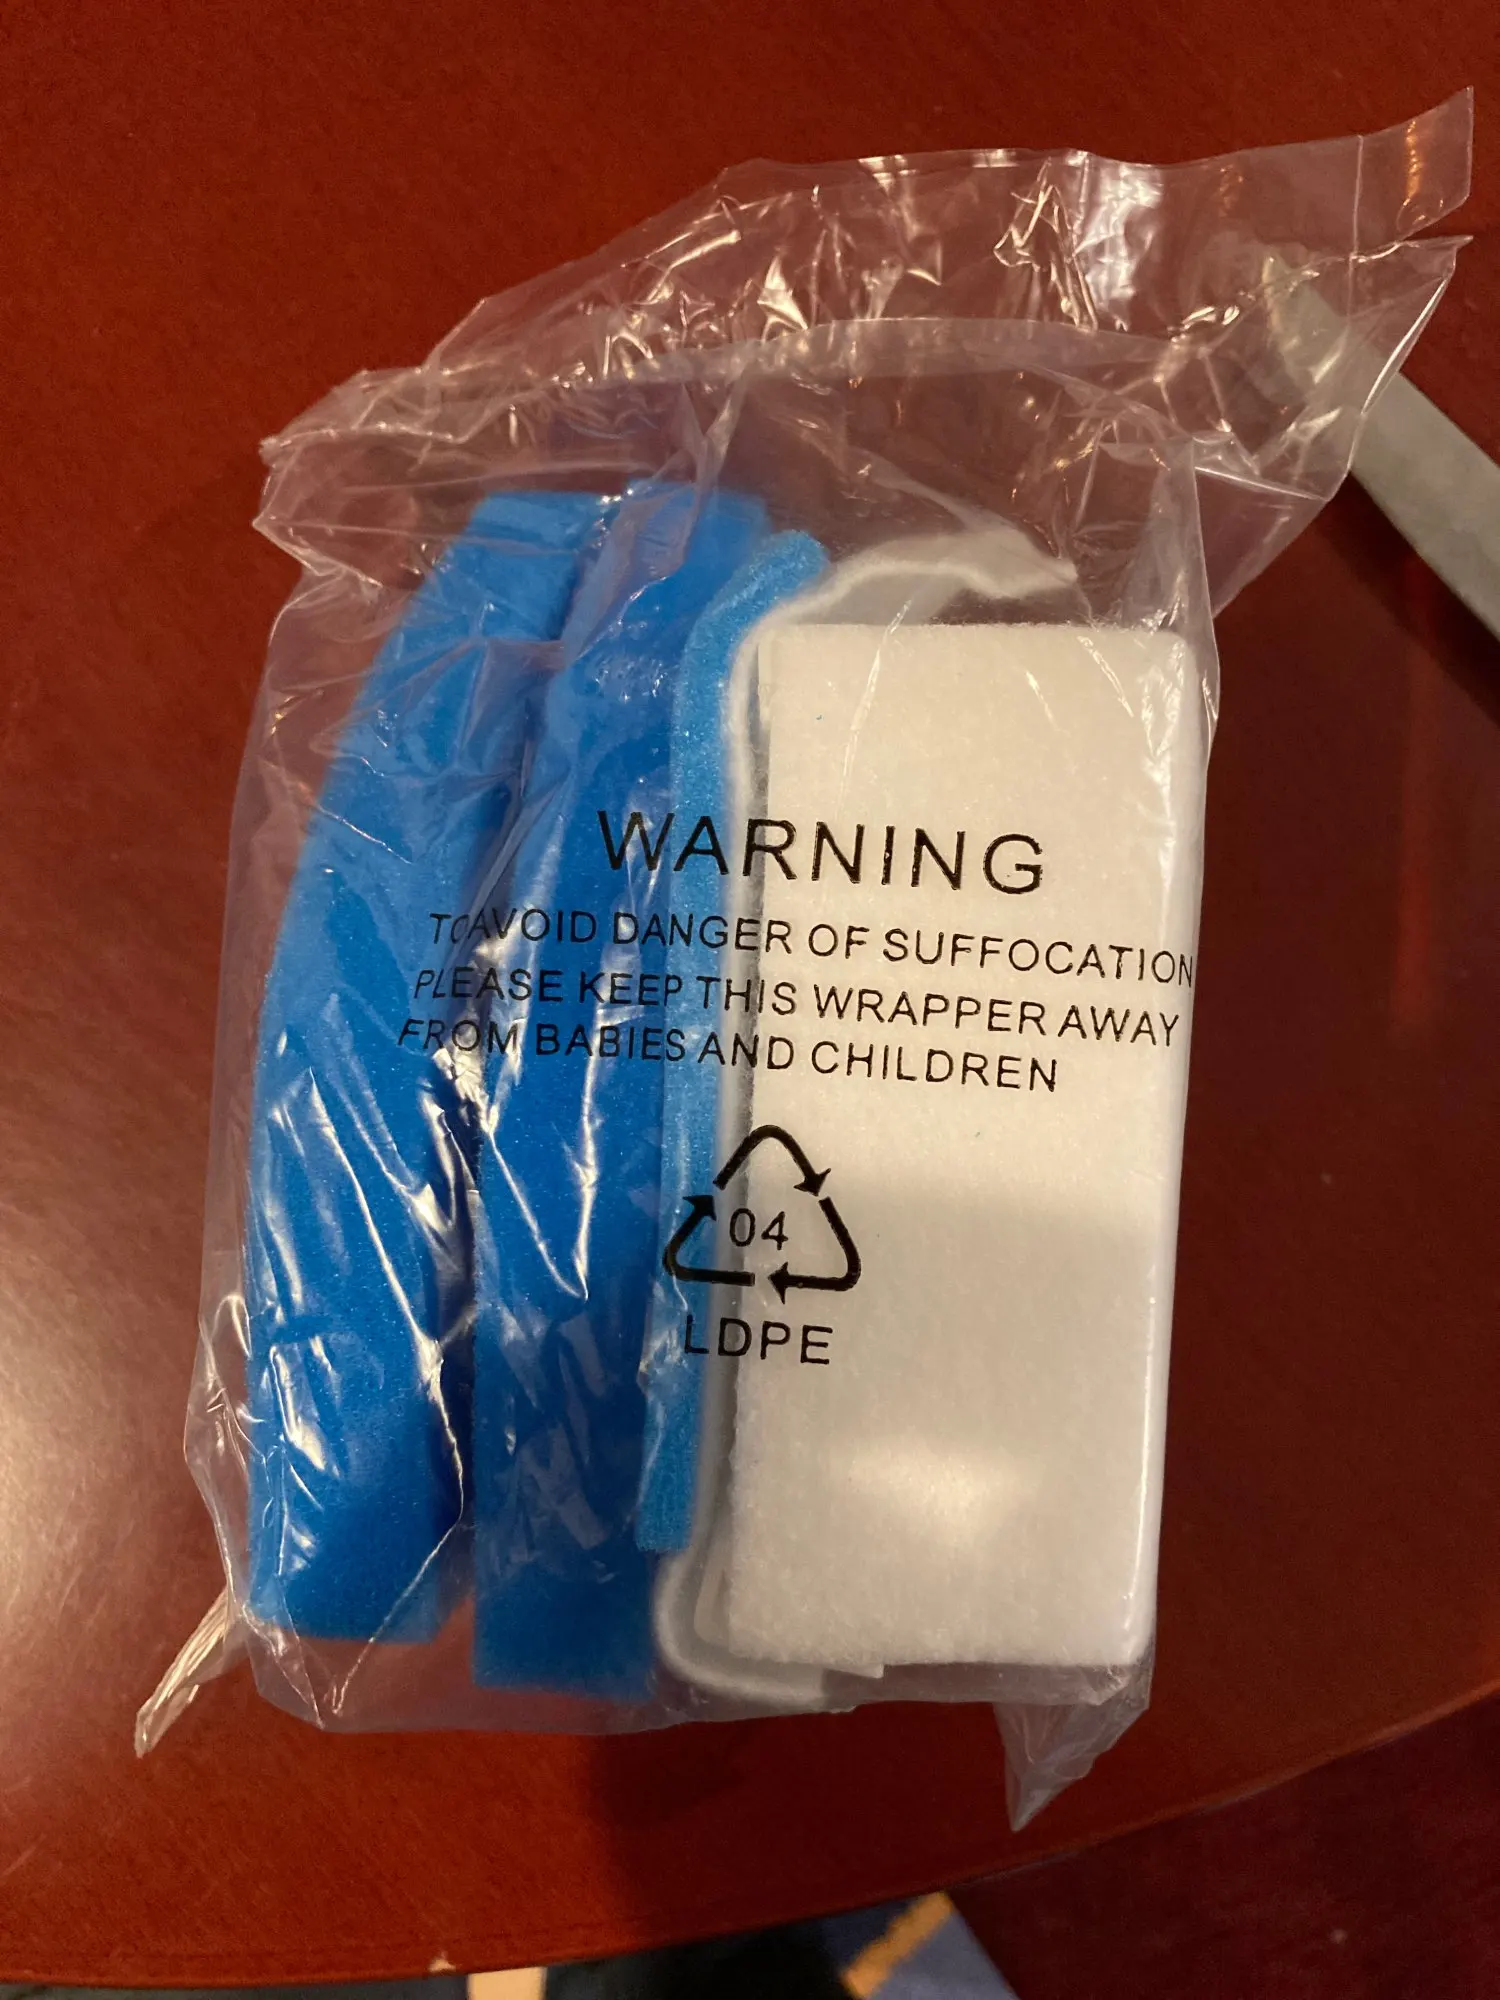 WARNING
TO AVOID DANGER OF SUFFOCATION
PLEASE KEEP THIS WRAPPER AWAY
FROM BABIES AND CHILDREN
04
LDPE